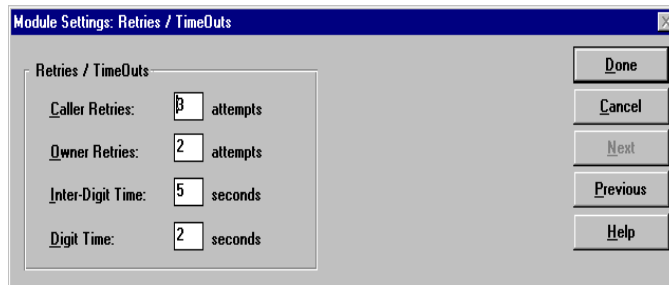 Module Settings: Retries / TimeOuts
Retries / TimeOuts
Caller Retries: 3 attempts
Owner Retries: 2 attempts
Inter-Digit Time: 5 seconds
Digit Time: 2 seconds
Done
Cancel
Next
Previous
Help